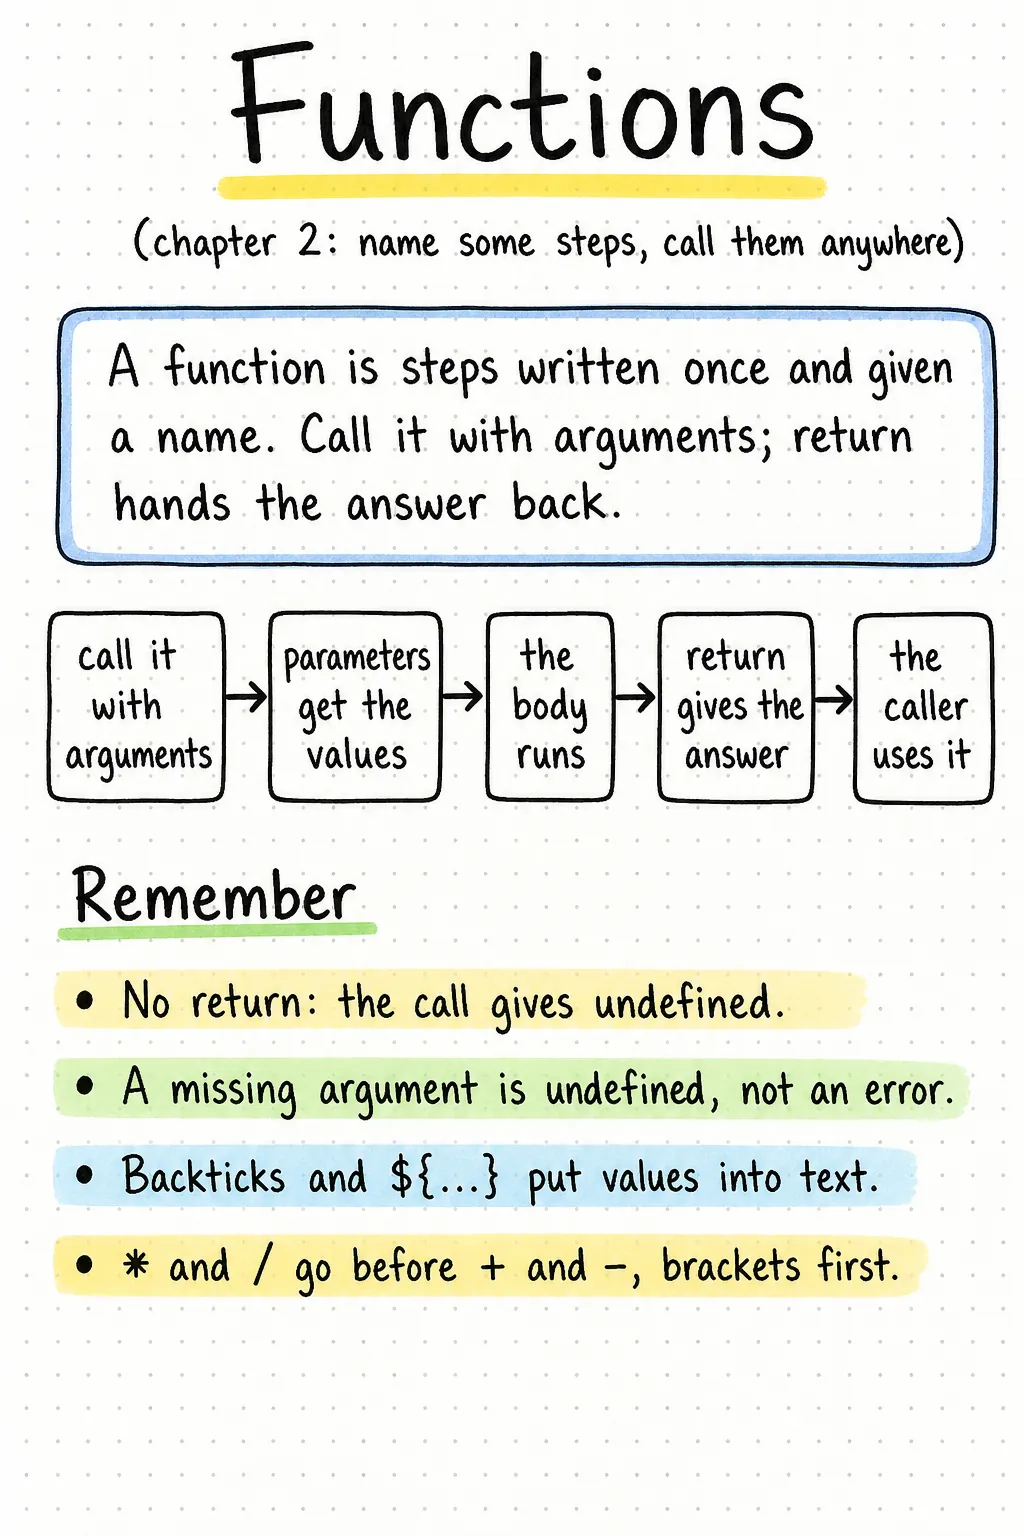 Functions
(chapter 2: name some steps, call them anywhere)
A function is steps written once and given
a name. Call it with arguments; return
hands the answer back.
call it
with
arguments
parameters
get the
values
the
body
runs
return
gives the
answer
the
caller
uses it
Remember
• No return: the call gives undefined.
• A missing argument is undefined, not an error.
• Backticks and ${...} put values into text.
• * and / go before + and –, brackets first.